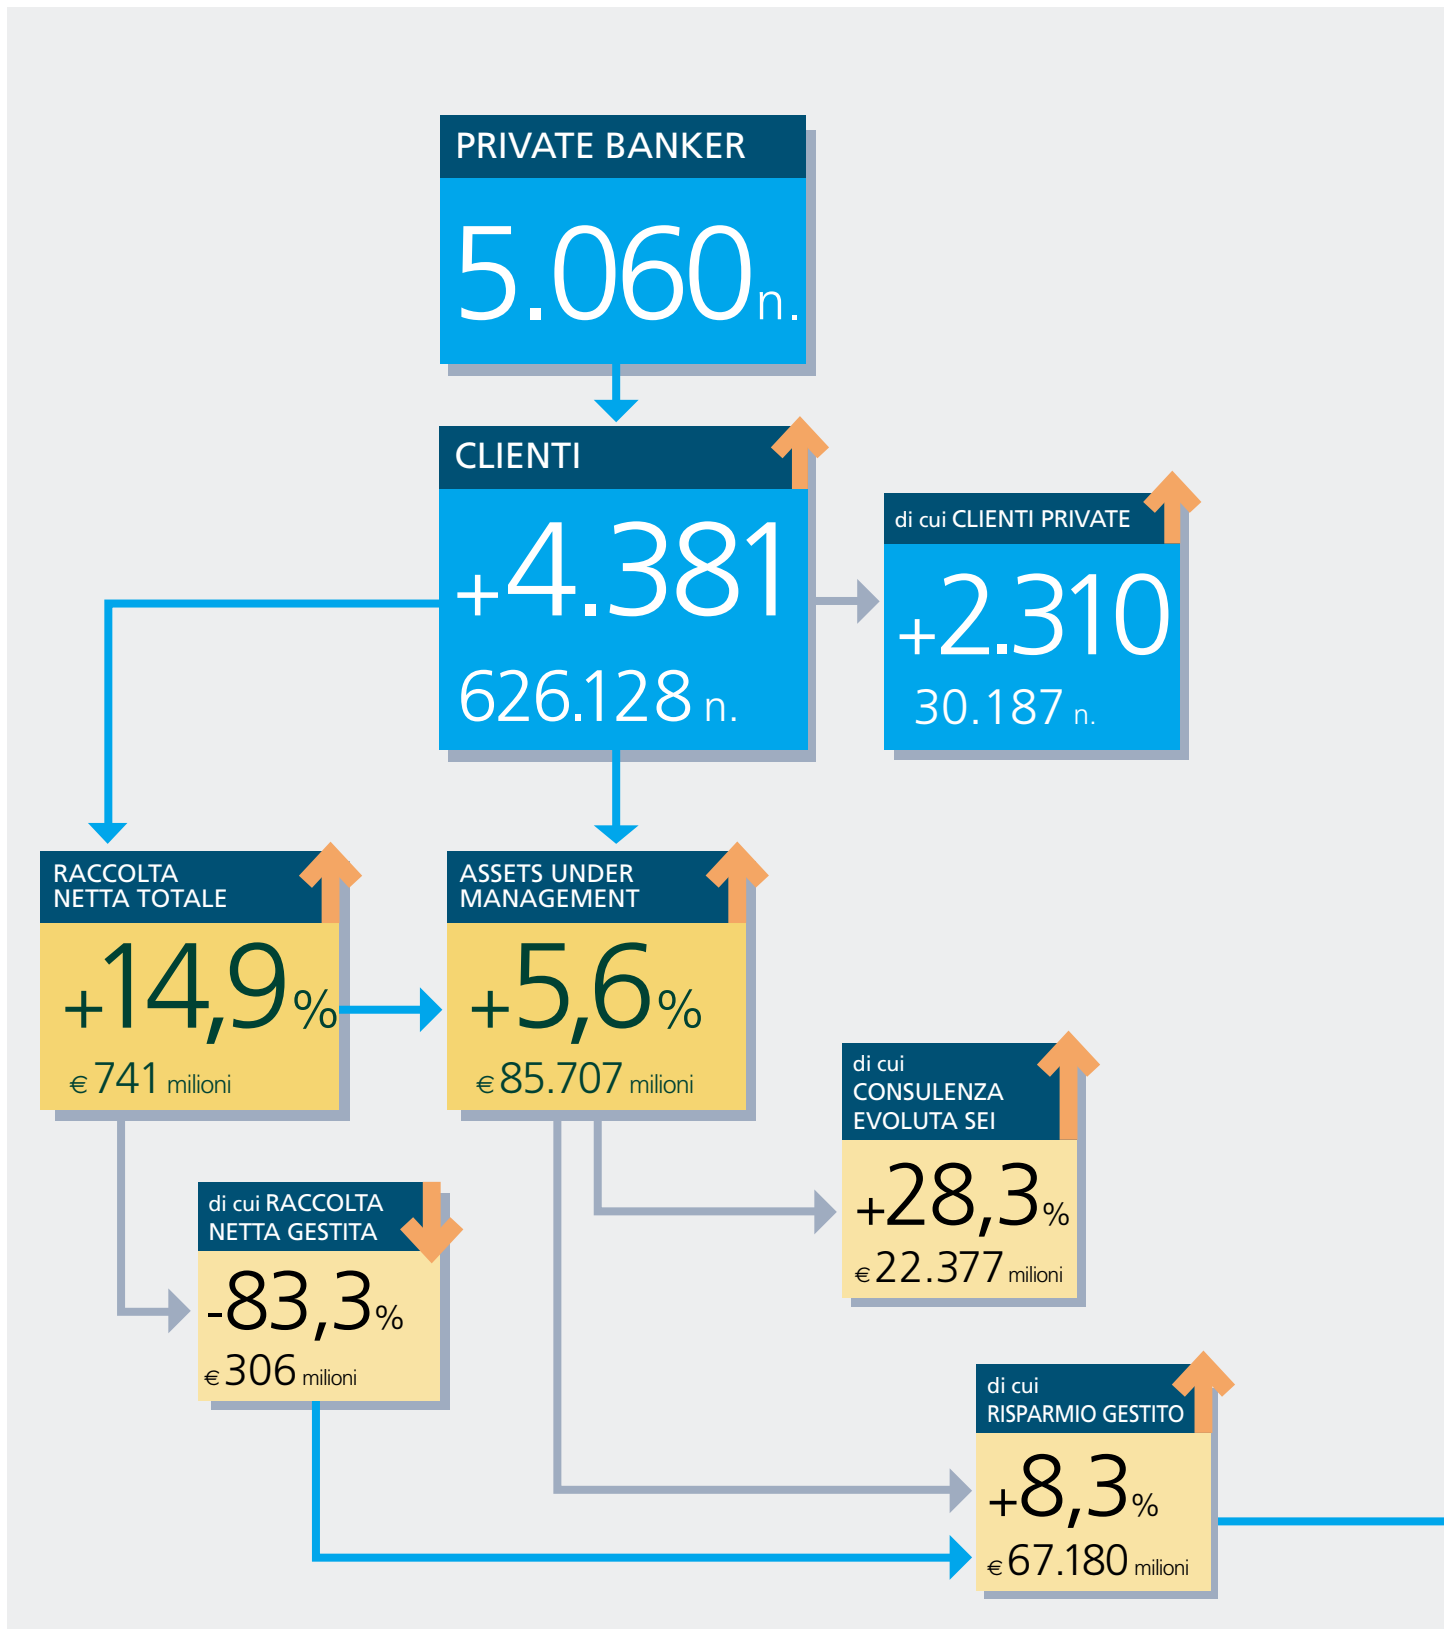 PRIVATE BANKER
5.060 n.
CLIENTI
+4.381
626.128 n.
di cui CLIENTI PRIVATE
+2.310
30.187 n.
RACCOLTA
NETTA TOTALE
+14,9%
€ 741 milioni
ASSETS UNDER
MANAGEMENT
+5,6%
€ 85.707 milioni
di cui
CONSULENZA
EVOLUTA SEI
+28,3%
€ 22.377 milioni
di cui RACCOLTA
NETTA GESTITA
-83,3%
€ 306 milioni
di cui
RISPARMIO GESTITO
+8,3%
€ 67.180 milioni